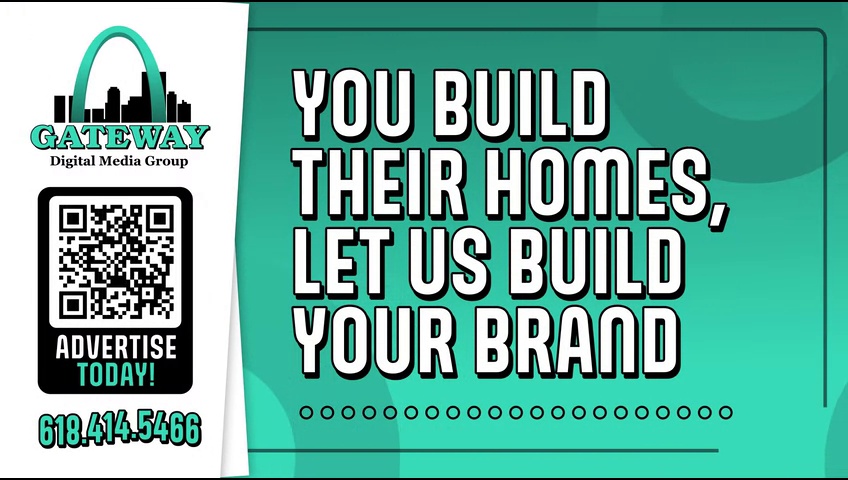 GATEWAY
Digital Media Group
ADVERTISE
TODAY!
618.414.5466
YOU BUILD
THEIR HOMES,
LET US BUILD
YOUR BRAND